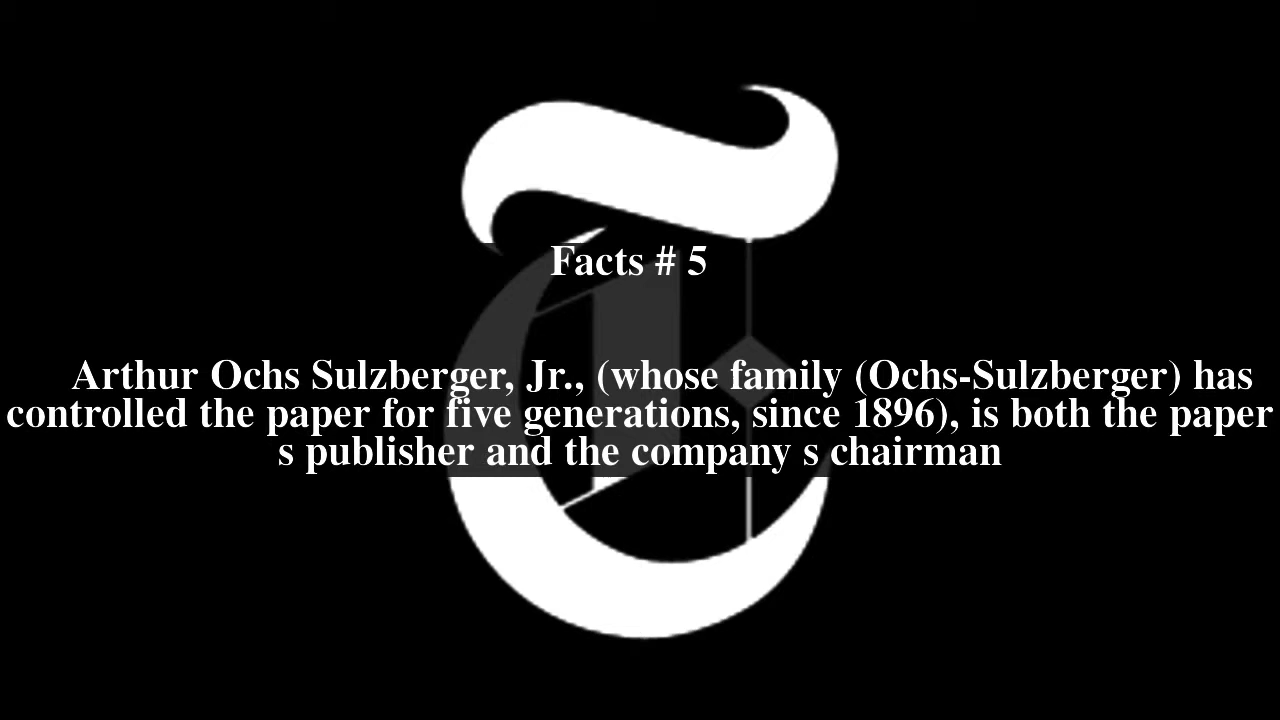 Facts # 5
Arthur Ochs Sulzberger, Jr., (whose family (Ochs-Sulzberger) has
controlled the paper for five generations, since 1896), is both the paper
s publisher and the company s chairman